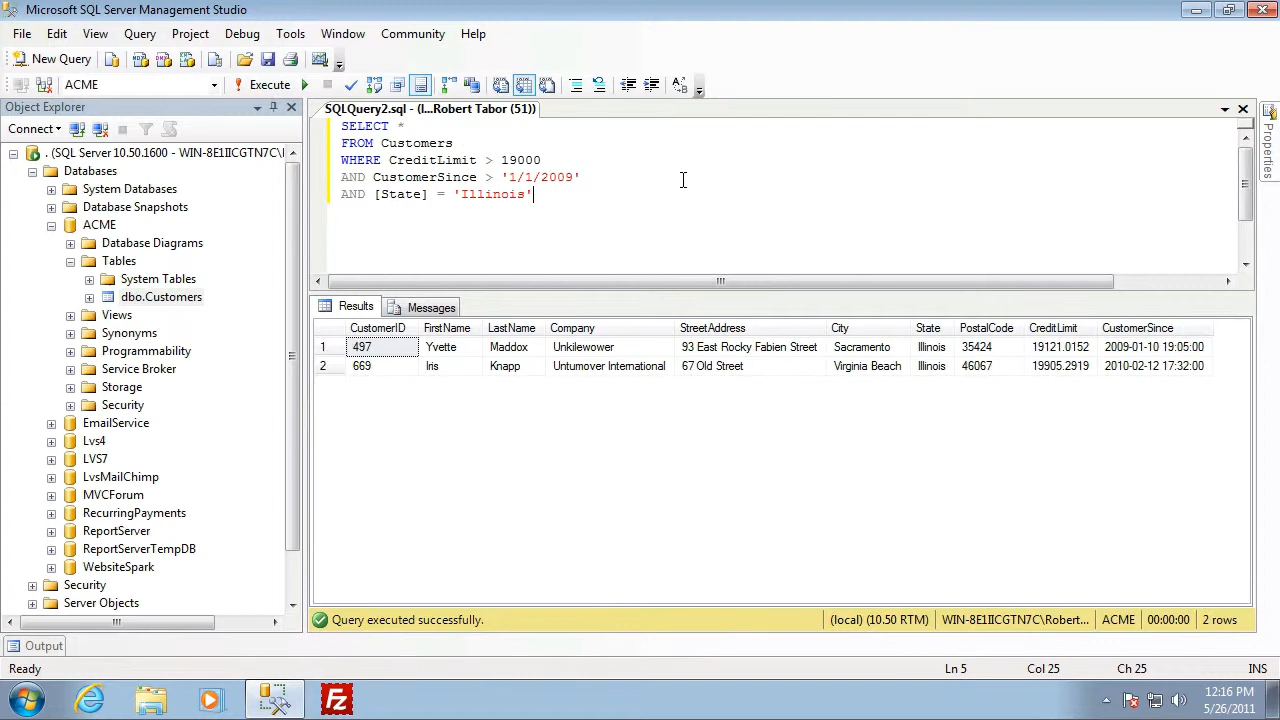 Microsoft SQL Server Management Studio
File Edit View Query Project Debug Tools Window Community Help
New Query
ACME Execute
Object Explorer
SQLQuery2.sql - (l...Robert Tabor (51))
Connect
Properties
SELECT *
FROM Customers
WHERE CreditLimit > 19000
AND CustomerSince > '1/1/2009'
AND [State] = 'Illinois'
. (SQL Server 10.50.1600 - WIN-8E1IICGTN7C\
Databases
System Databases
Database Snapshots
ACME
Database Diagrams
Tables
System Tables
dbo.Customers
Views
Synonyms
Programmability
Service Broker
Storage
Security
EmailService
Lvs4
LVS7
LvsMailChimp
MVCForum
RecurringPayments
ReportServer
ReportServerTempDB
WebsiteSpark
Security
Server Objects
Results Messages
CustomerID FirstName LastName Company StreetAddress City State PostalCode CreditLimit CustomerSince
1 497 Yvette Maddox Unkilewower 93 East Rocky Fabien Street Sacramento Illinois 35424 19121.0152 2009-01-10 19:05:00
2 669 Iris Knapp Untumover International 67 Old Street Virginia Beach Illinois 46067 19905.2919 2010-02-12 17:32:00
Query executed successfully. (local) (10.50 RTM) WIN-8E1IICGTN7C\Robert... ACME 00:00:00 2 rows
Output
Ready Ln 5 Col 25 Ch 25 INS
Fz
12:16 PM
5/26/2011